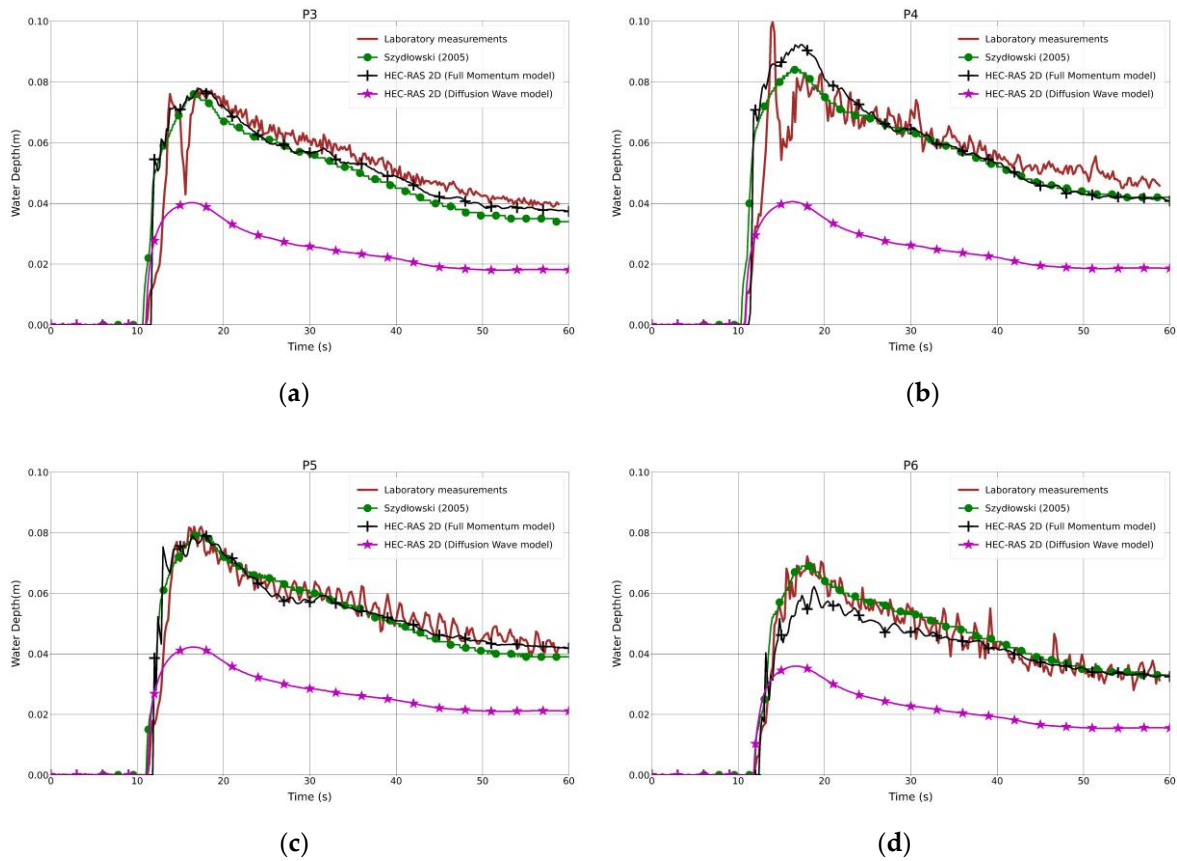 P3
Laboratory measurements
Szydłowski (2005)
HEC-RAS 2D (Full Momentum model)
HEC-RAS 2D (Diffusion Wave model)
0.10
0.08
0.06
0.04
0.02
0.00
Water Depth(m)
0 10 20 30 40 50 60
Time (s)
(a)
P4
Laboratory measurements
Szydłowski (2005)
HEC-RAS 2D (Full Momentum model)
HEC-RAS 2D (Diffusion Wave model)
0.10
0.08
0.06
0.04
0.02
0.00
Water Depth(m)
0 10 20 30 40 50 60
Time (s)
(b)
P5
Laboratory measurements
Szydłowski (2005)
HEC-RAS 2D (Full Momentum model)
HEC-RAS 2D (Diffusion Wave model)
0.10
0.08
0.06
0.04
0.02
0.00
Water Depth(m)
0 10 20 30 40 50 60
Time (s)
(c)
P6
Laboratory measurements
Szydłowski (2005)
HEC-RAS 2D (Full Momentum model)
HEC-RAS 2D (Diffusion Wave model)
0.10
0.08
0.06
0.04
0.02
0.00
Water Depth(m)
0 10 20 30 40 50 60
Time (s)
(d)